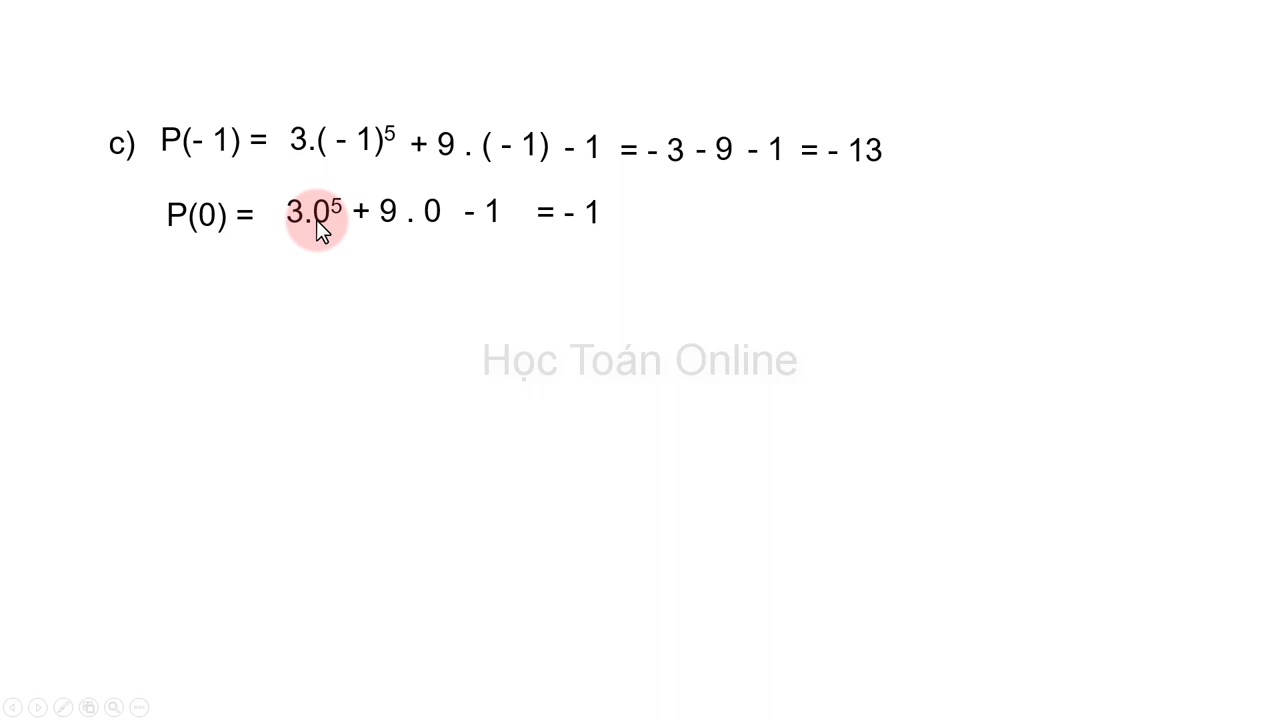 c) P(- 1) = 3.( - 1)⁵ + 9 . ( - 1) - 1 = - 3 - 9 - 1 = - 13
P(0) = 3.0⁵ + 9 . 0 - 1 = - 1
Học Toán Online